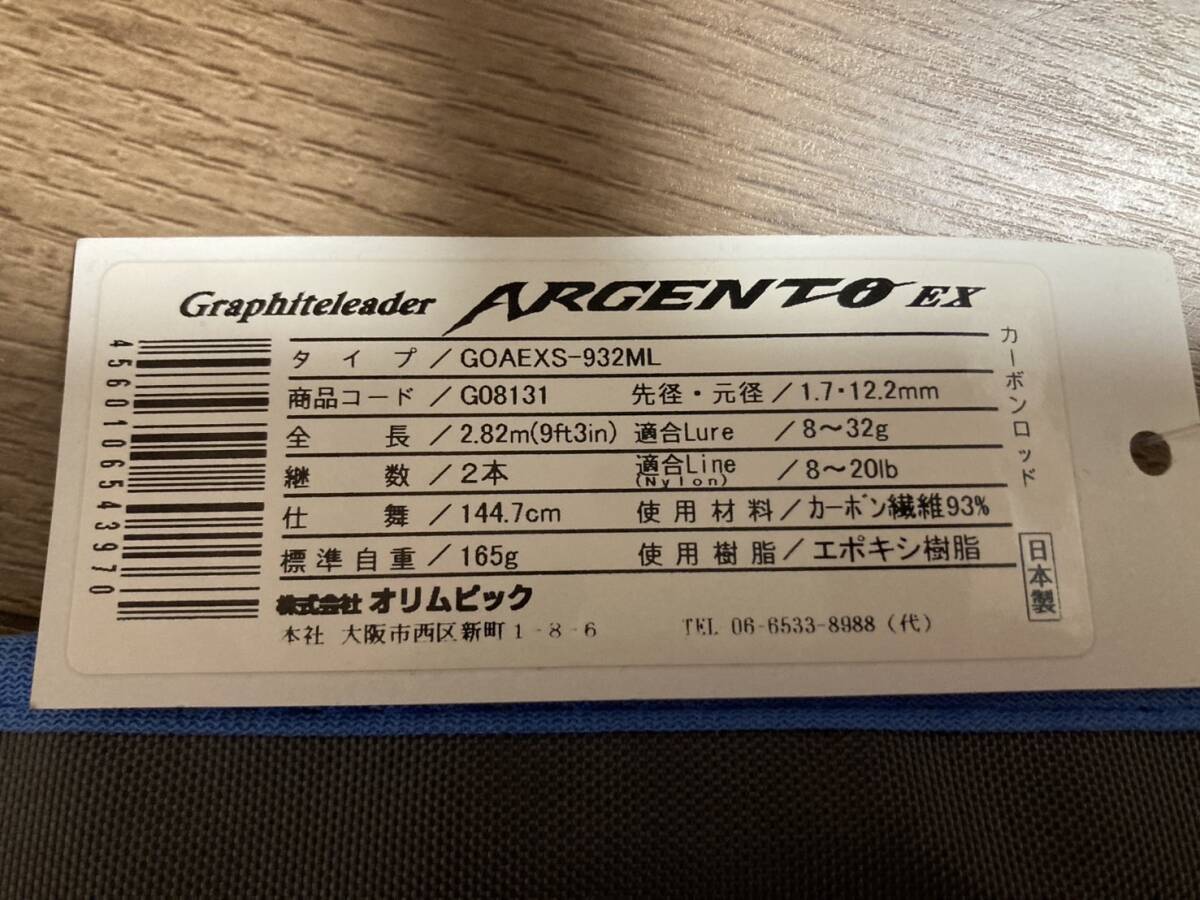 Graphiteleader ARGENTO EX
タイプ/GOAEXS-932ML
商品コード/G08131 先径・元径/1.7・12.2mm
全長/2.82m(9ft3in) 適合Lure/8～32g
継数/2本 適合Line(Nylon)/8～20lb
仕舞/144.7cm 使用材料/カーボン繊維93%
標準自重/165g 使用樹脂/エポキシ樹脂
株式会社 オリムピック
本社 大阪市西区新町1-8-6 TEL 06-6533-8988(代)
カーボンロッド
日本製
4560106543970